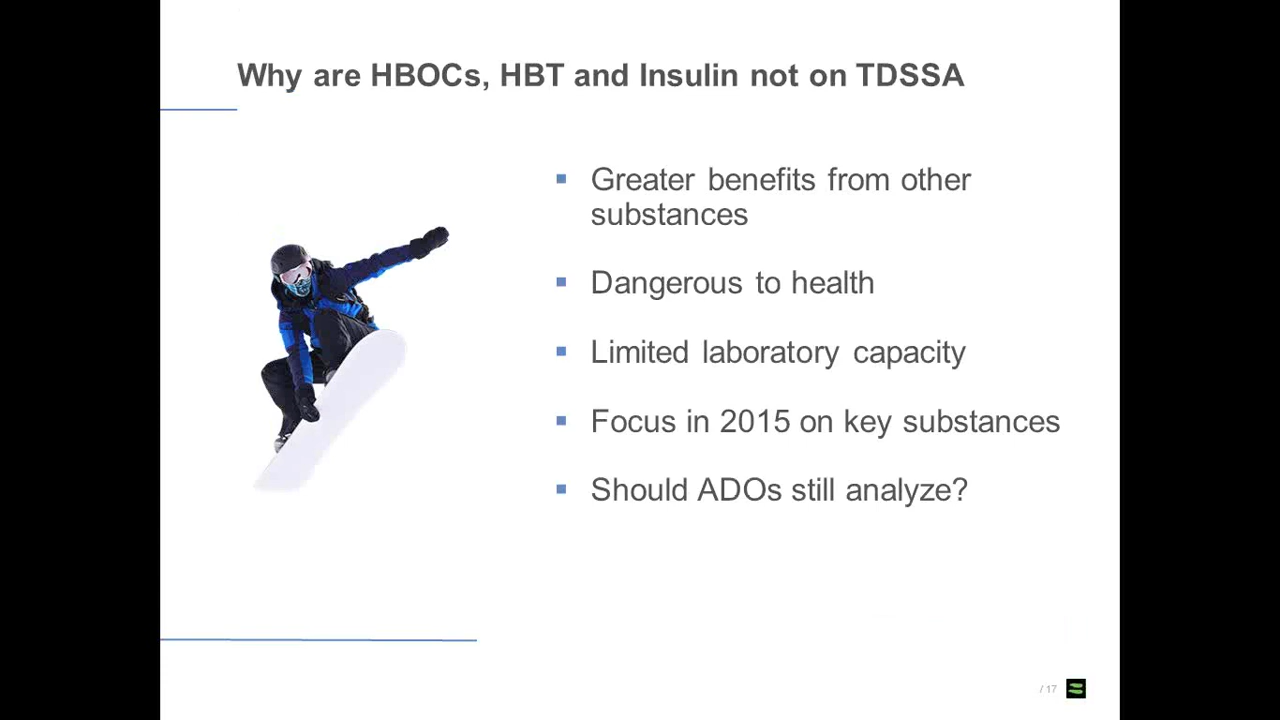 Why are HBOCs, HBT and Insulin not on TDSSA
Greater benefits from other
substances
Dangerous to health
Limited laboratory capacity
Focus in 2015 on key substances
Should ADOs still analyze?
/ 17